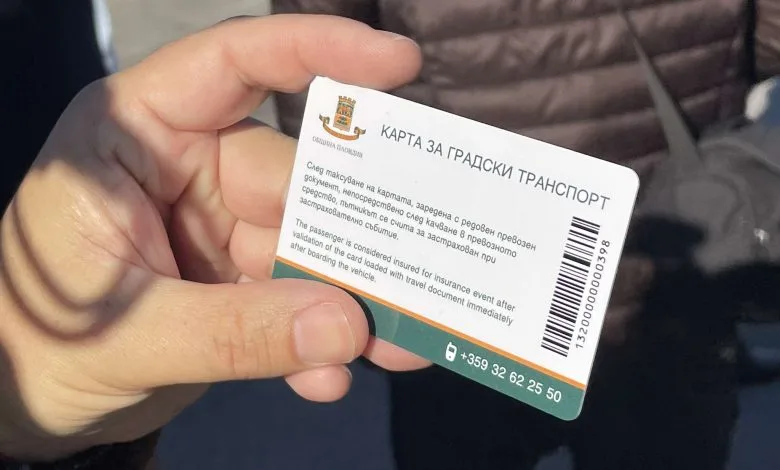 ОБЩИНА ПЛОВДИВ
КАРТА ЗА ГРАДСКИ ТРАНСПОРТ
След таксуване на картата, заредена с редовен превозен
документ, непосредствено след качване в превозното
средство, пътникът се счита за застрахован при
застрахователно събитие.
The passenger is considered insured for insurance event after
validation of the card loaded with travel document immediately
after boarding the vehicle.
13200000000398
+359 32 62 25 50